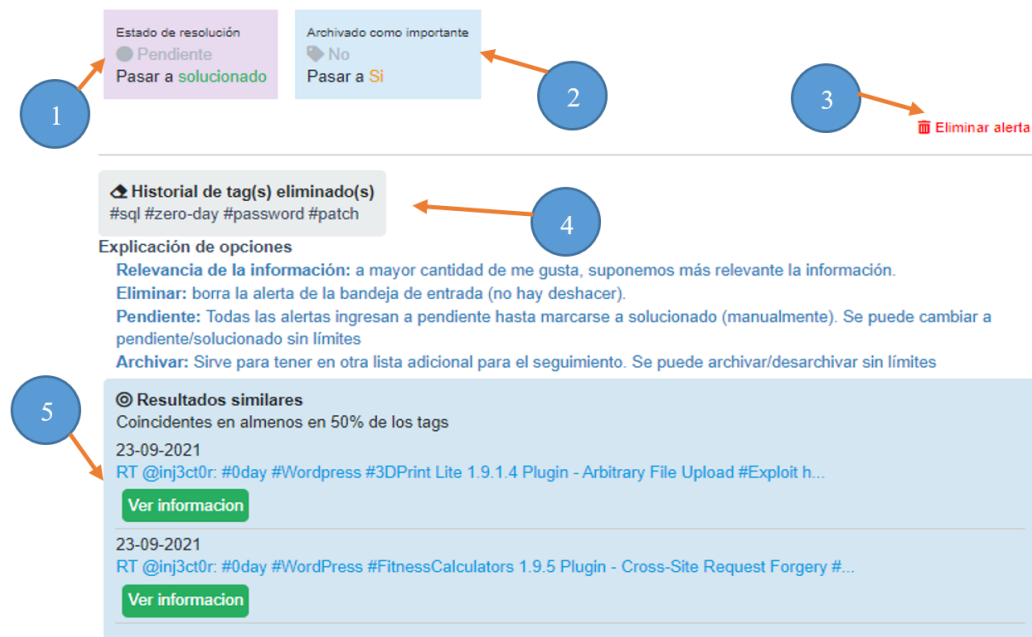 Estado de resolución
Pendiente
Pasar a solucionado
Archivado como importante
No
Pasar a Si
1
2
3
Eliminar alerta
Historial de tag(s) eliminado(s)
#sql #zero-day #password #patch
4
Explicación de opciones
Relevancia de la información: a mayor cantidad de me gusta, suponemos más relevante la información.
Eliminar: borra la alerta de la bandeja de entrada (no hay deshacer).
Pendiente: Todas las alertas ingresan a pendiente hasta marcarse a solucionado (manualmente). Se puede cambiar a
pendiente/solucionado sin límites
Archivar: Sirve para tener en otra lista adicional para el seguimiento. Se puede archivar/desarchivar sin límites
5
Resultados similares
Coincidentes en almenos en 50% de los tags
23-09-2021
RT @inj3ct0r: #0day #Wordpress #3DPrint Lite 1.9.1.4 Plugin - Arbitrary File Upload #Exploit h...
Ver informacion
23-09-2021
RT @inj3ct0r: #0day #WordPress #FitnessCalculators 1.9.5 Plugin - Cross-Site Request Forgery #...
Ver informacion